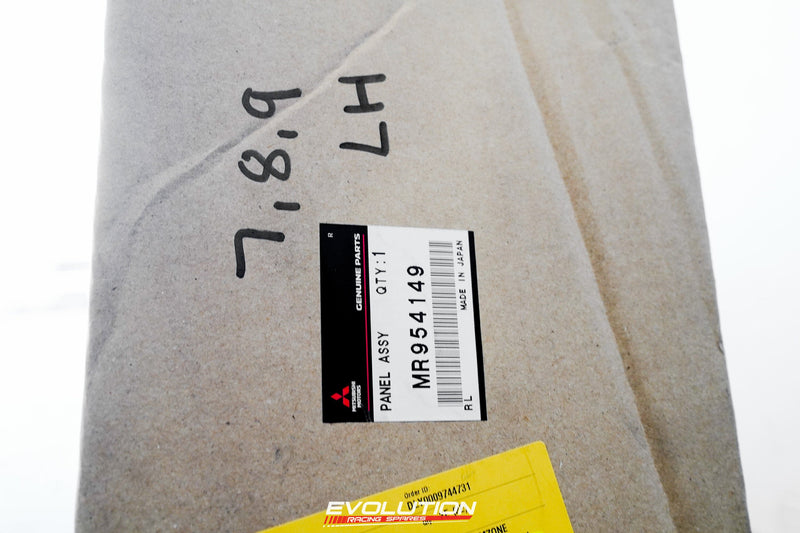 7,8,9
LH
R
GENUINE PARTS
MITSUBISHI
MOTORS
PANEL ASSY QTY:1
MR954149
MADE IN JAPAN
RL
Order ID:
EVOLUTION
RACING SPARES